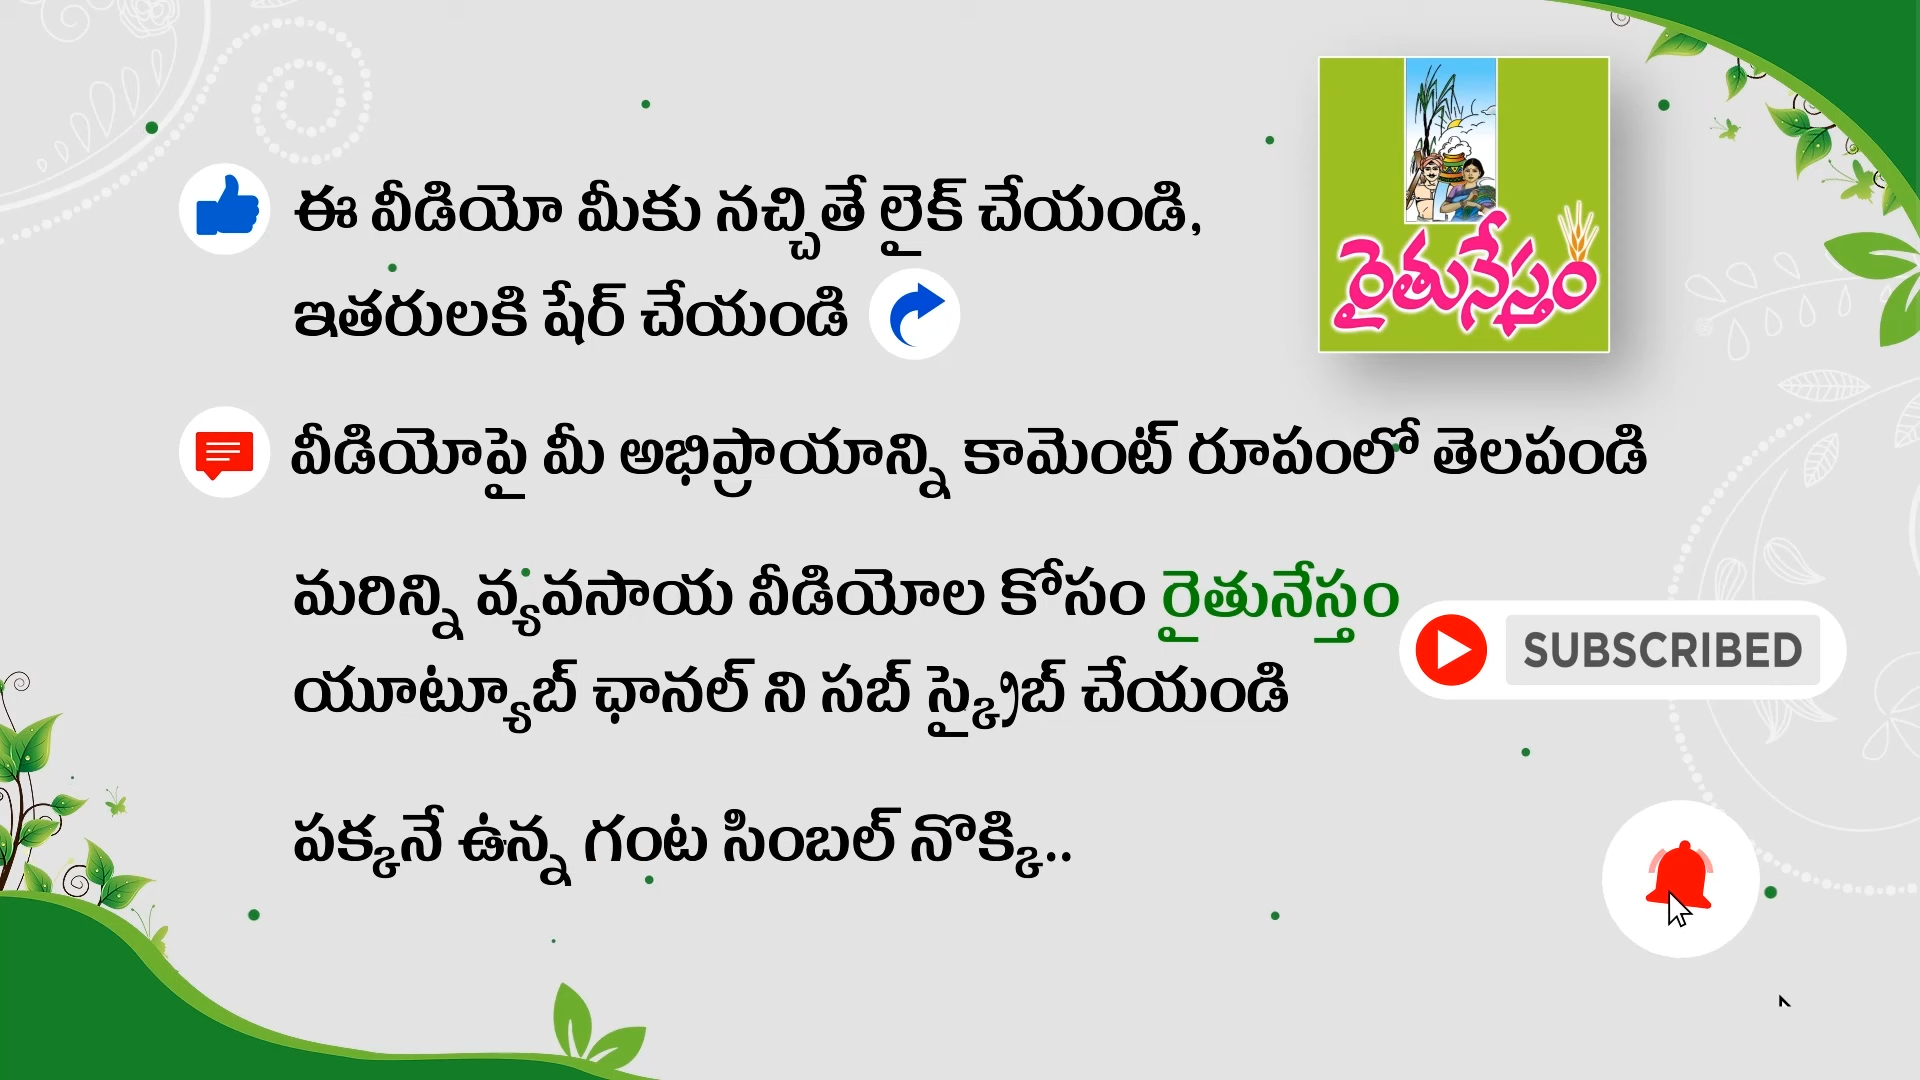 ఈ వీడియో మీకు నచ్చితే లైక్ చేయండి,
ఇతరులకి షేర్ చేయండి
రైతునేస్తం
వీడియోపై మీ అభిప్రాయాన్ని కామెంట్ రూపంలో తెలపండి
మరిన్ని వ్యవసాయ వీడియోల కోసం రైతునేస్తం
యూట్యూబ్ ఛానల్ ని సబ్ స్క్రైబ్ చేయండి
SUBSCRIBED
పక్కనే ఉన్న గంట సింబల్ నొక్కి..